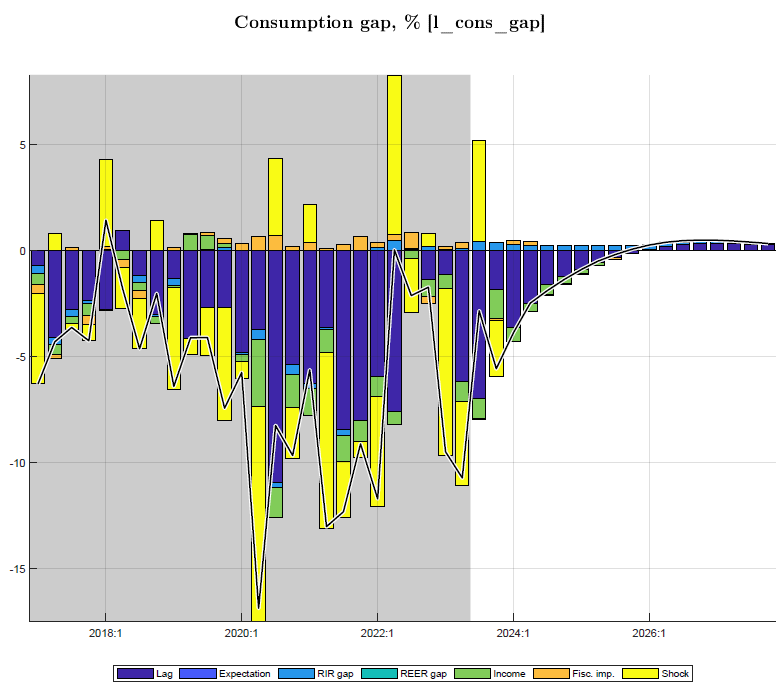 Consumption gap, % [l_cons_gap]
5
0
-5
-10
-15
2018:1 2020:1 2022:1 2024:1 2026:1
Lag Expectation RIR gap REER gap Income Fisc. imp. Shock